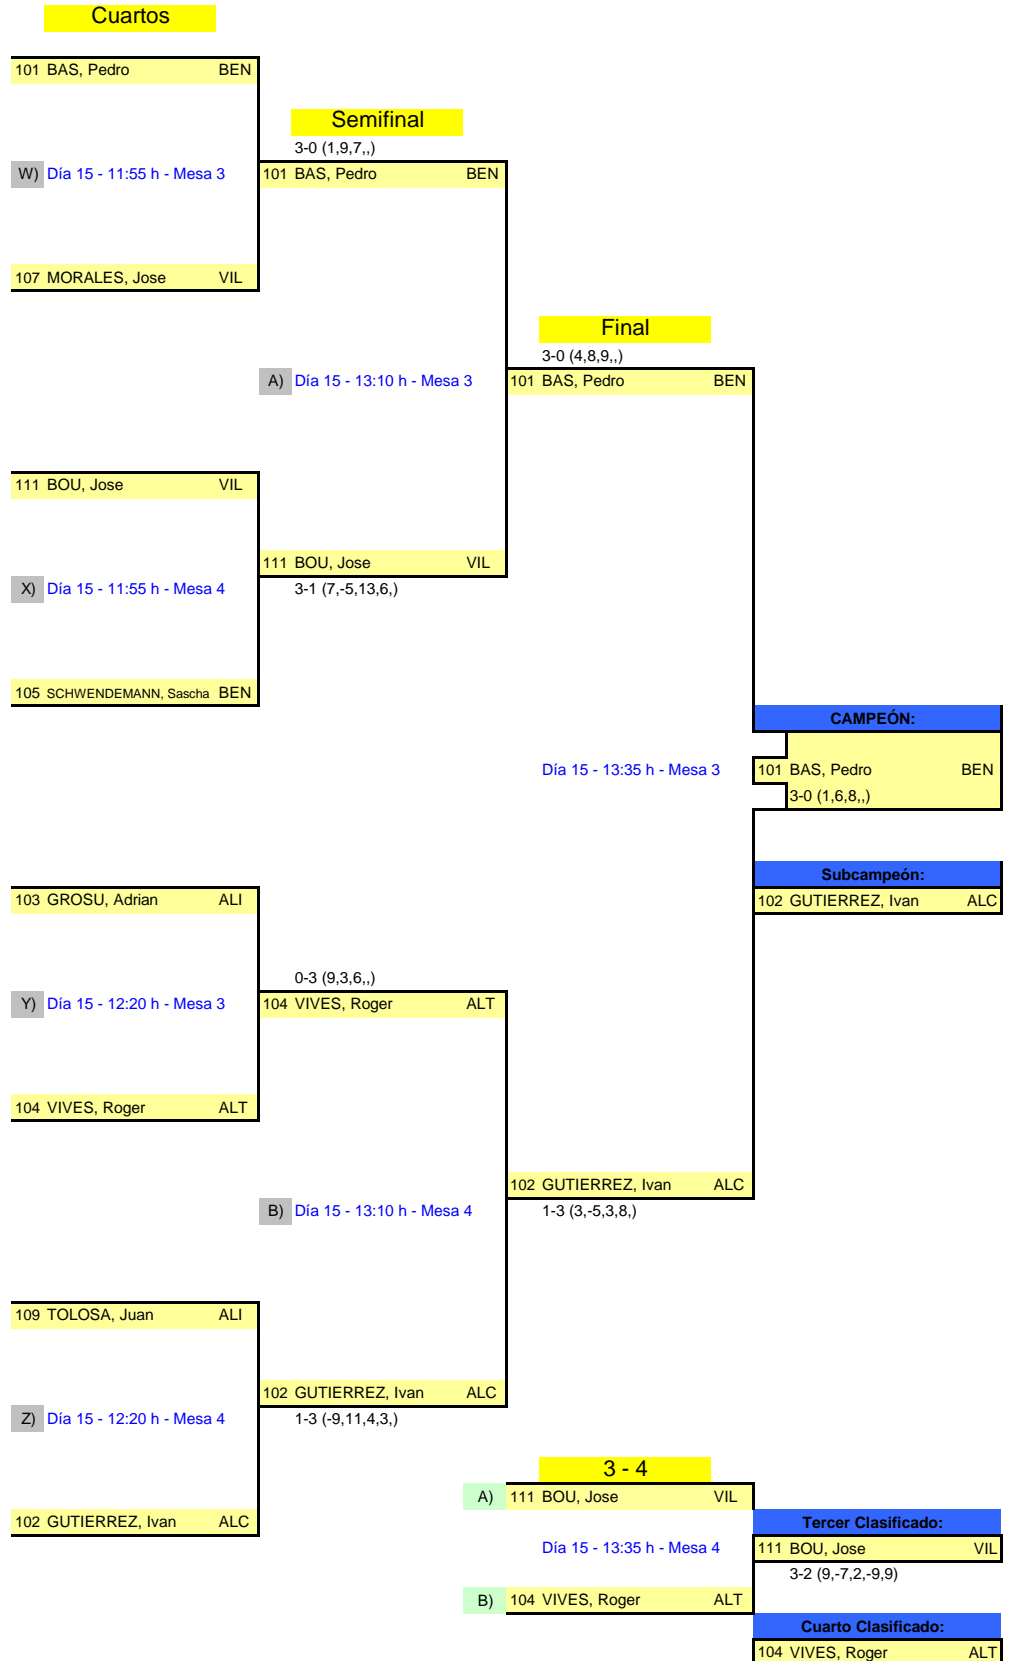 Cuartos
101 BAS, Pedro BEN
Semifinal
3-0 (1,9,7,,)
W) Día 15 - 11:55 h - Mesa 3
101 BAS, Pedro BEN
107 MORALES, Jose VIL
Final
3-0 (4,8,9,,)
A) Día 15 - 13:10 h - Mesa 3
101 BAS, Pedro BEN
111 BOU, Jose VIL
111 BOU, Jose VIL
X) Día 15 - 11:55 h - Mesa 4
3-1 (7,-5,13,6,)
105 SCHWENDEMANN, Sascha BEN
CAMPEÓN:
Día 15 - 13:35 h - Mesa 3
101 BAS, Pedro BEN
3-0 (1,6,8,,)
Subcampeón:
103 GROSU, Adrian ALI
102 GUTIERREZ, Ivan ALC
0-3 (9,3,6,,)
Y) Día 15 - 12:20 h - Mesa 3
104 VIVES, Roger ALT
104 VIVES, Roger ALT
102 GUTIERREZ, Ivan ALC
B) Día 15 - 13:10 h - Mesa 4
1-3 (3,-5,3,8,)
109 TOLOSA, Juan ALI
102 GUTIERREZ, Ivan ALC
Z) Día 15 - 12:20 h - Mesa 4
1-3 (-9,11,4,3,)
3 - 4
A) 111 BOU, Jose VIL
102 GUTIERREZ, Ivan ALC
Tercer Clasificado:
Día 15 - 13:35 h - Mesa 4
111 BOU, Jose VIL
3-2 (9,-7,2,-9,9)
B) 104 VIVES, Roger ALT
Cuarto Clasificado:
104 VIVES, Roger ALT